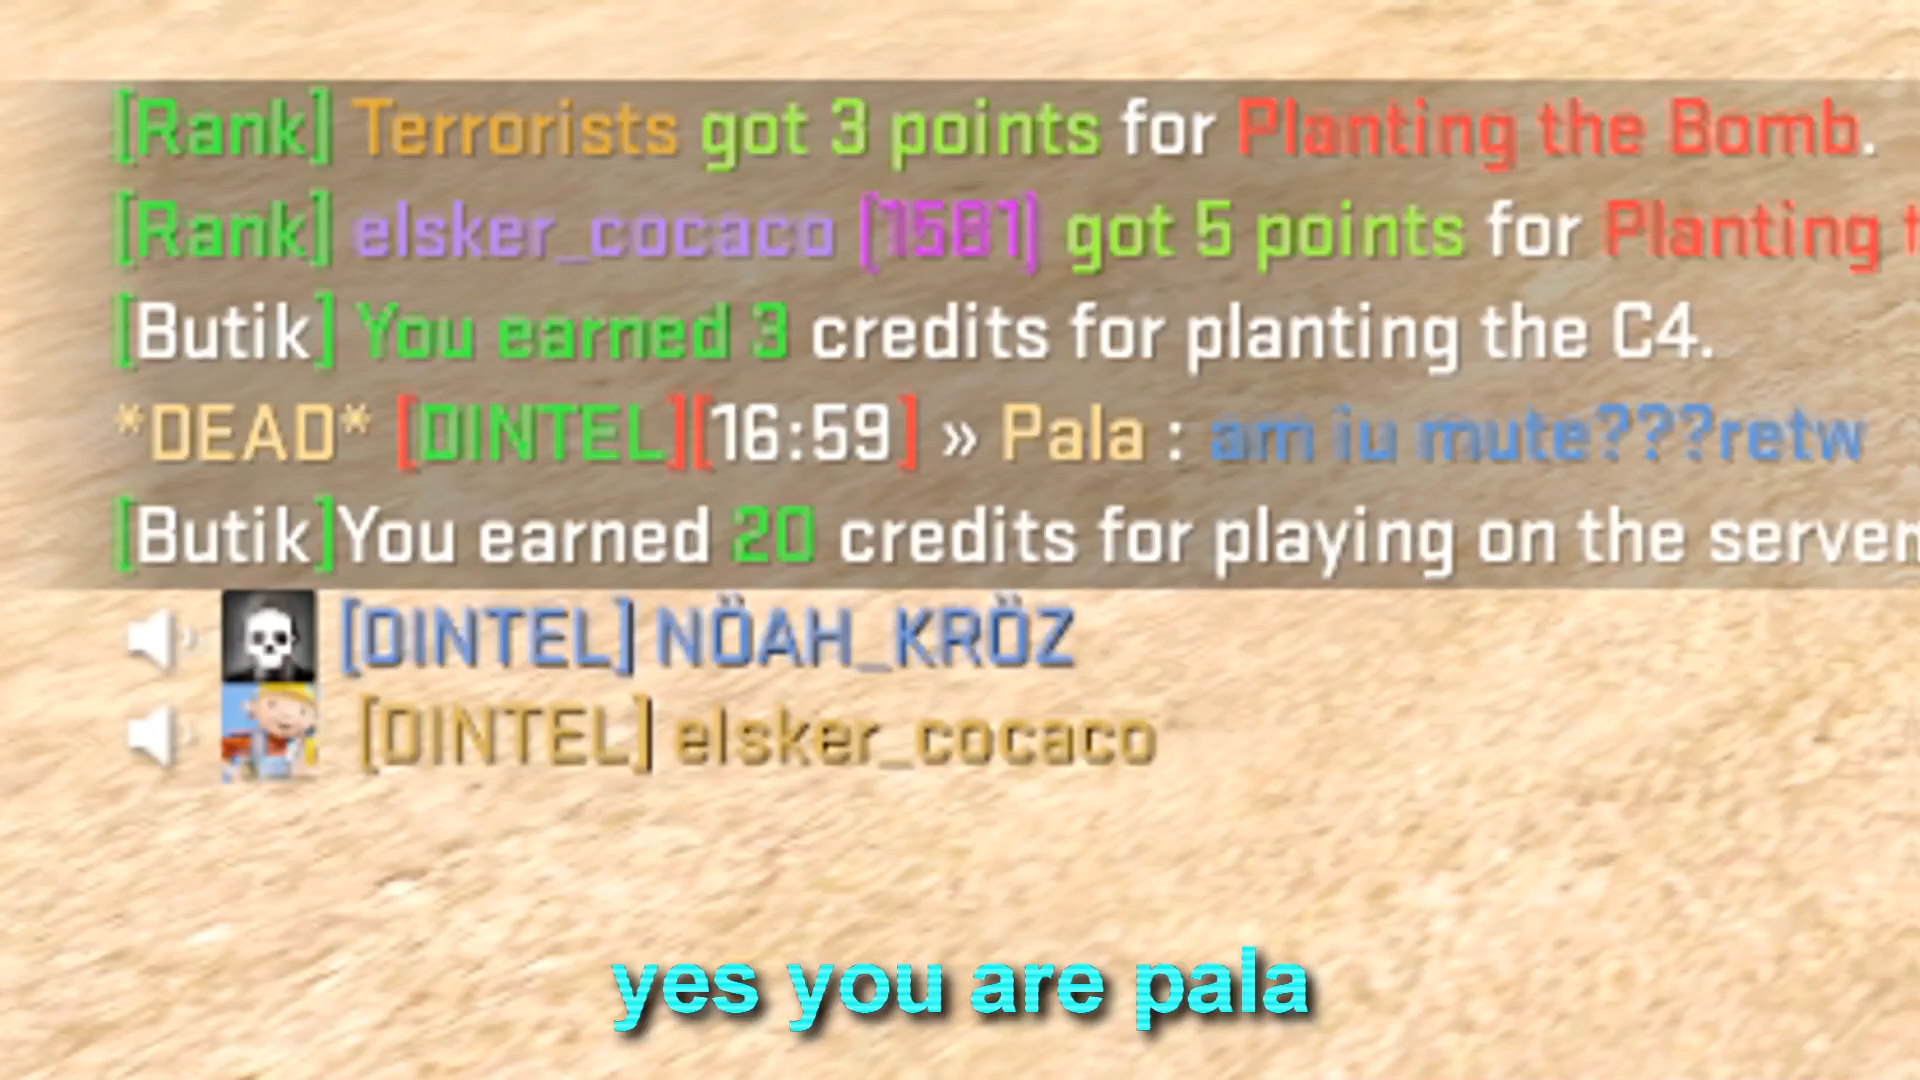 [Rank] Terrorists got 3 points for Planting the Bomb.
[Rank] elsker_cocaco [1581] got 5 points for Planting t
[Butik] You earned 3 credits for planting the C4.
*DEAD* [DINTEL][16:59] » Pala : am iu mute???retw
[Butik]You earned 20 credits for playing on the server
[DINTEL] NÖAH_KRÖZ
[DINTEL] elsker_cocaco
yes you are pala